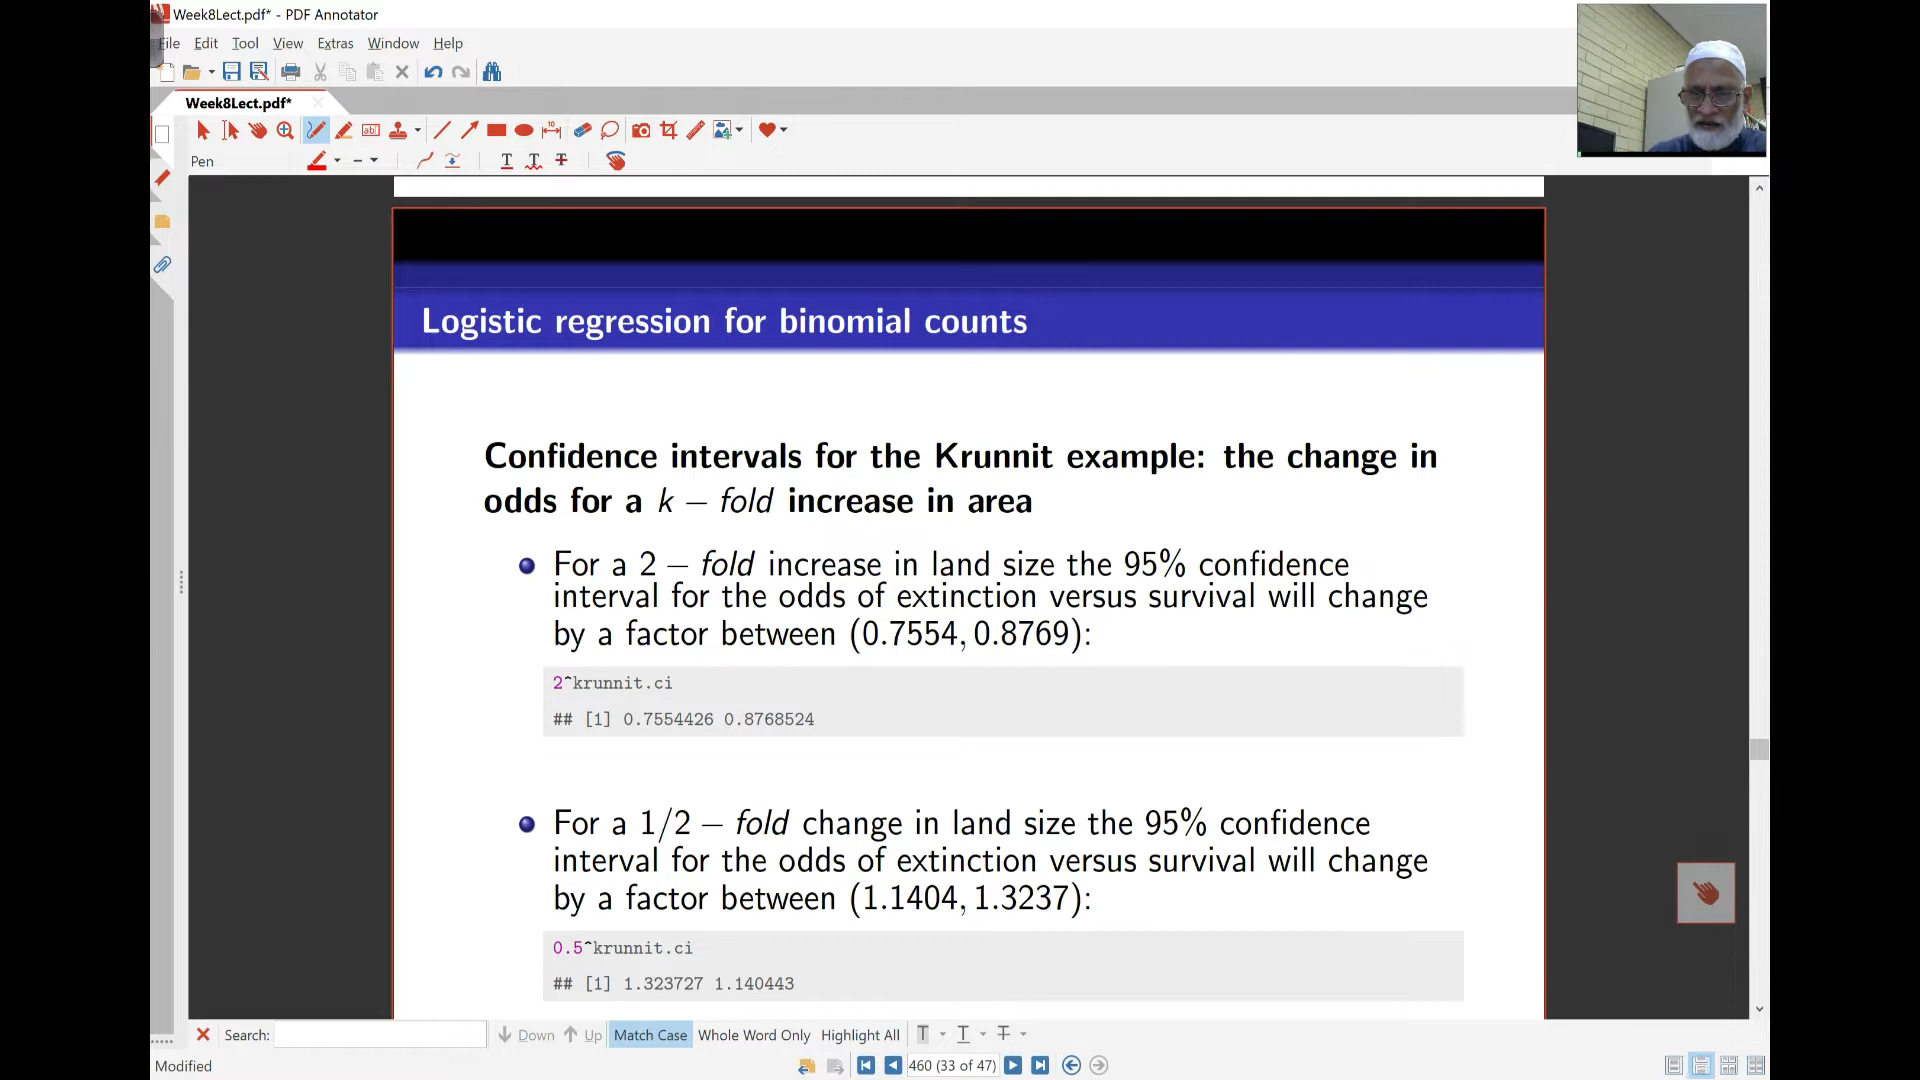 Week8Lect.pdf* - PDF Annotator
File Edit Tool View Extras Window Help
Week8Lect.pdf*
Pen
Logistic regression for binomial counts
Confidence intervals for the Krunnit example: the change in
odds for a k − fold increase in area
For a 2 − fold increase in land size the 95% confidence
interval for the odds of extinction versus survival will change
by a factor between (0.7554, 0.8769):
2^krunnit.ci
## [1] 0.7554426 0.8768524
For a 1/2 − fold change in land size the 95% confidence
interval for the odds of extinction versus survival will change
by a factor between (1.1404, 1.3237):
0.5^krunnit.ci
## [1] 1.323727 1.140443
Search: Down Up Match Case Whole Word Only Highlight All
Modified 460 (33 of 47)